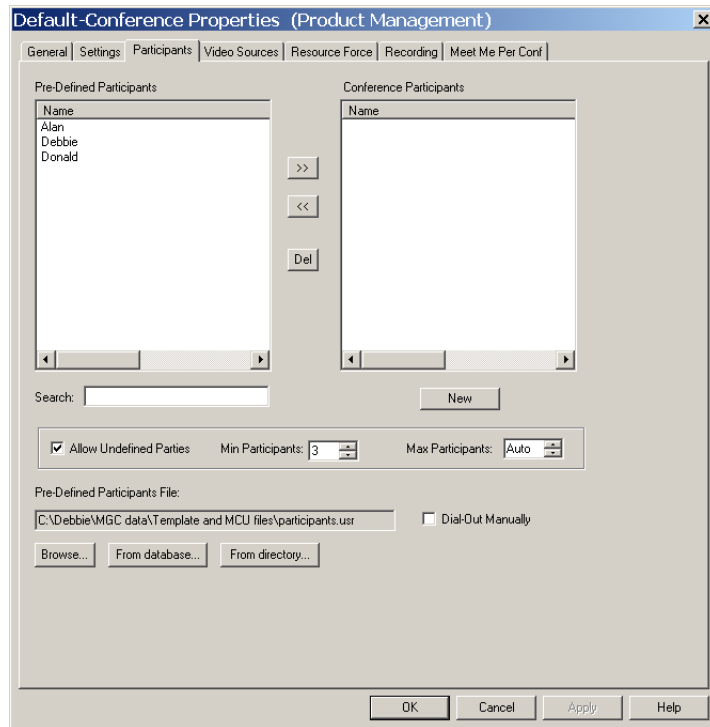 Default-Conference Properties (Product Management)
General Settings Participants Video Sources Resource Force Recording Meet Me Per Conf
Pre-Defined Participants Conference Participants
Name Name
Alan
Debbie
Donald
>>
<<
Del
Search: New
Allow Undefined Parties Min Participants: 3 Max Participants: Auto
Pre-Defined Participants File:
C:\Debbie\MGC data\Template and MCU files\participants.usr Dial-Out Manually
Browse... From database... From directory...
OK Cancel Apply Help